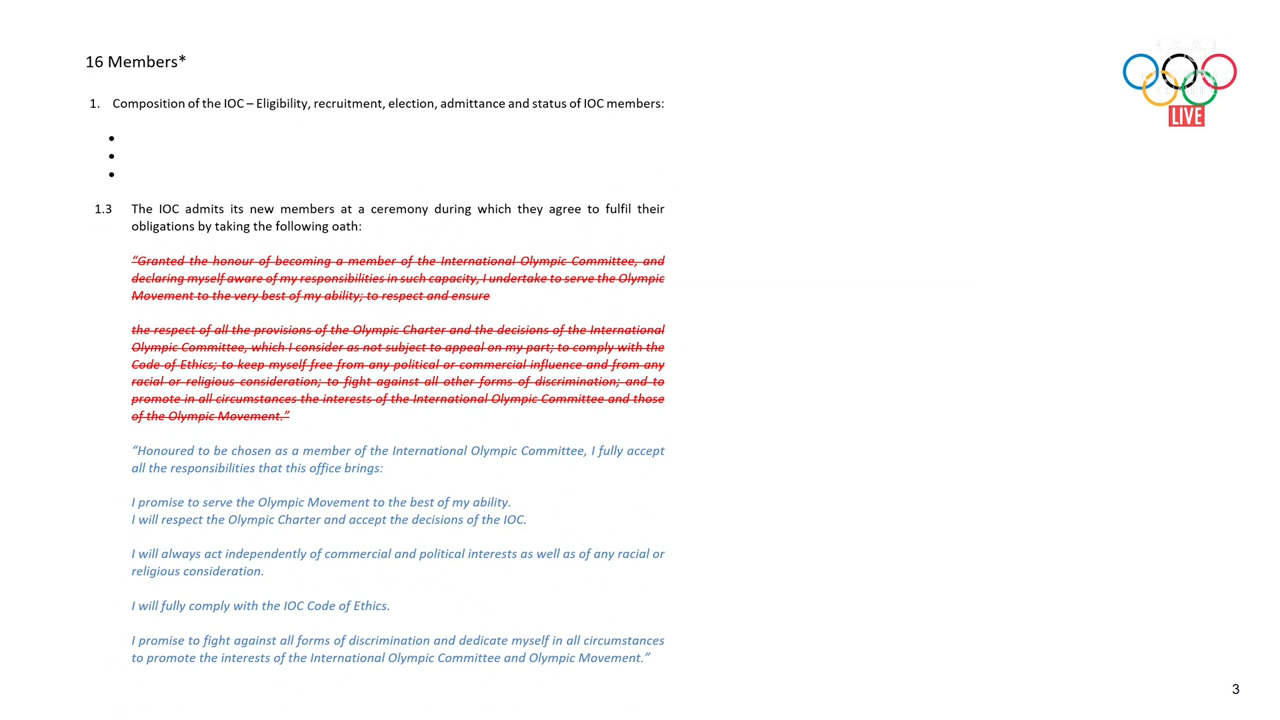 16 Members*
1. Composition of the IOC – Eligibility, recruitment, election, admittance and status of IOC members:
•
•
•
1.3 The IOC admits its new members at a ceremony during which they agree to fulfil their
obligations by taking the following oath:
“Granted the honour of becoming a member of the International Olympic Committee, and
declaring myself aware of my responsibilities in such capacity, I undertake to serve the Olympic
Movement to the very best of my ability; to respect and ensure
the respect of all the provisions of the Olympic Charter and the decisions of the International
Olympic Committee, which I consider as not subject to appeal on my part; to comply with the
Code of Ethics; to keep myself free from any political or commercial influence and from any
racial or religious consideration; to fight against all other forms of discrimination; and to
promote in all circumstances the interests of the International Olympic Committee and those
of the Olympic Movement.”
“Honoured to be chosen as a member of the International Olympic Committee, I fully accept
all the responsibilities that this office brings:
I promise to serve the Olympic Movement to the best of my ability.
I will respect the Olympic Charter and accept the decisions of the IOC.
I will always act independently of commercial and political interests as well as of any racial or
religious consideration.
I will fully comply with the IOC Code of Ethics.
I promise to fight against all forms of discrimination and dedicate myself in all circumstances
to promote the interests of the International Olympic Committee and Olympic Movement.”
LIVE
3